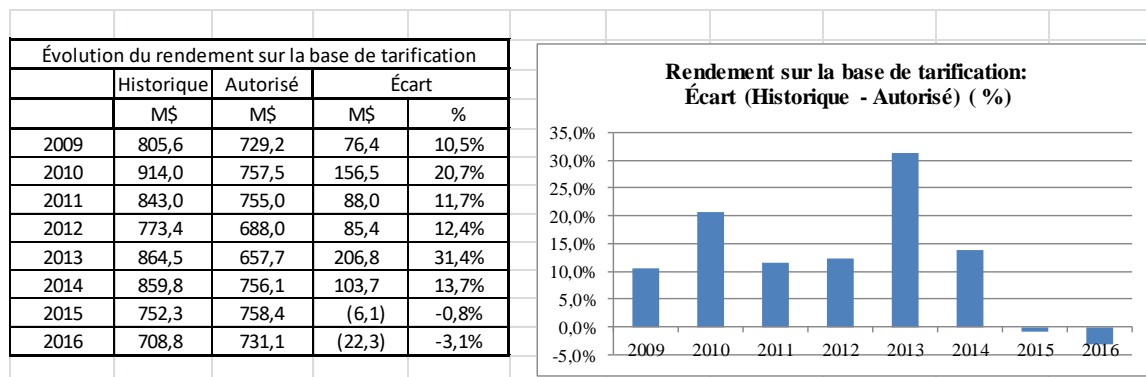 Évolution du rendement sur la base de tarification
Historique Autorisé Écart
M$ M$ M$ %
2009 805,6 729,2 76,4 10,5%
2010 914,0 757,5 156,5 20,7%
2011 843,0 755,0 88,0 11,7%
2012 773,4 688,0 85,4 12,4%
2013 864,5 657,7 206,8 31,4%
2014 859,8 756,1 103,7 13,7%
2015 752,3 758,4 (6,1) -0,8%
2016 708,8 731,1 (22,3) -3,1%
Rendement sur la base de tarification:
Écart (Historique - Autorisé) ( %)
35,0%
30,0%
25,0%
20,0%
15,0%
10,0%
5,0%
0,0%
-5,0%
2009 2010 2011 2012 2013 2014 2015 2016